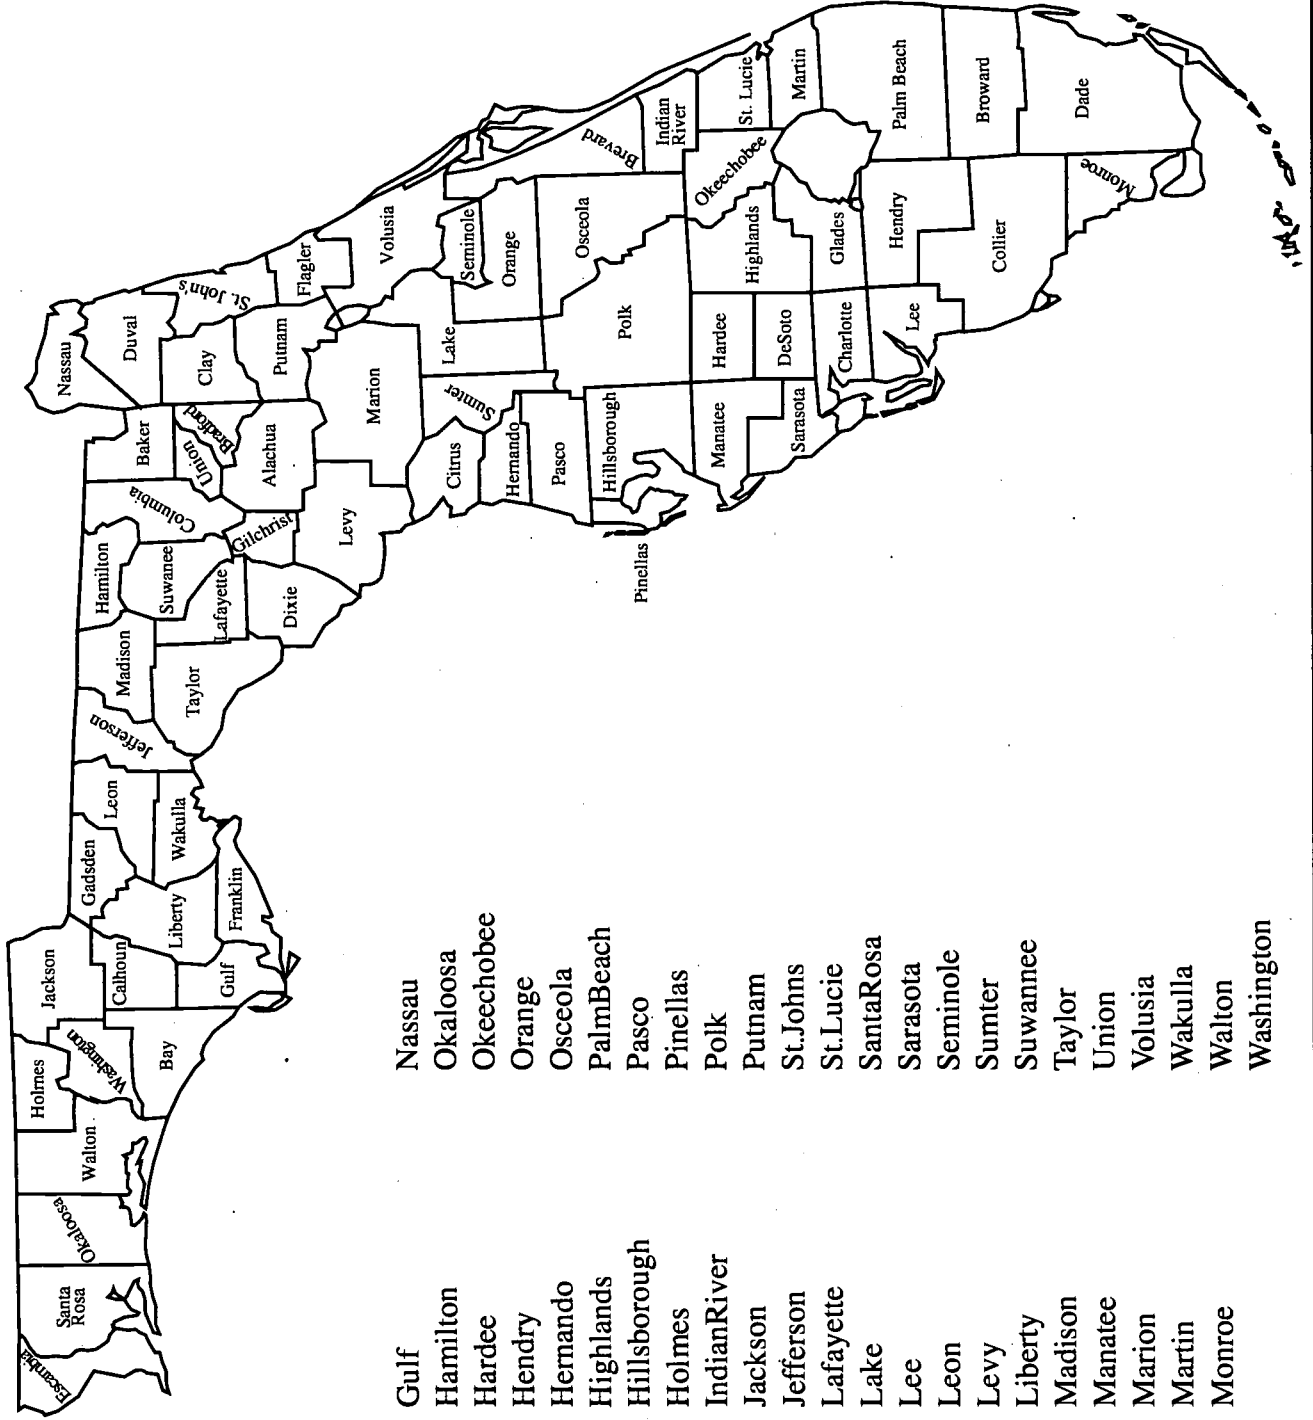 Escambia
Santa
Rosa
Okaloosa
Walton
Holmes
Washington
Bay
Jackson
Calhoun
Gulf
Liberty
Gadsden
Franklin
Leon
Wakulla
Jefferson
Madison
Taylor
Hamilton
Suwanee
Lafayette
Dixie
Columbia
Gilchrist
Levy
Baker
Union
Bradford
Alachua
Nassau
Duval
Clay
St. John's
Putnam
Flagler
Marion
Volusia
Citrus
Sumter
Lake
Seminole
Orange
Hernando
Pasco
Pinellas
Hillsborough
Polk
Osceola
Brevard
Indian
River
Manatee
Hardee
Highlands
Okeechobee
St. Lucie
Sarasota
DeSoto
Martin
Charlotte
Glades
Palm Beach
Lee
Hendry
Broward
Collier
Monroe
Dade
Gulf
Hamilton
Hardee
Hendry
Hernando
Highlands
Hillsborough
Holmes
IndianRiver
Jackson
Jefferson
Lafayette
Lake
Lee
Leon
Levy
Liberty
Madison
Manatee
Marion
Martin
Monroe
Nassau
Okaloosa
Okeechobee
Orange
Osceola
PalmBeach
Pasco
Pinellas
Polk
Putnam
St.Johns
St.Lucie
SantaRosa
Sarasota
Seminole
Sumter
Suwannee
Taylor
Union
Volusia
Wakulla
Walton
Washington